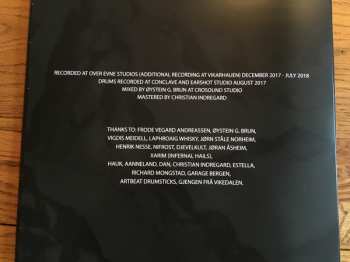 RECORDED AT OVER EVNE STUDIOS (ADDITIONAL RECORDING AT VIKARHAUEN) DECEMBER 2017 - JULY 2018
DRUMS RECORDED AT CONCLAVE AND EARSHOT STUDIO AUGUST 2017
MIXED BY ØYSTEIN G. BRUN AT CROSOUND STUDIO
MASTERED BY CHRISTIAN INDREGARD
THANKS TO: FRODE VEGARD ANDREASSEN, ØYSTEIN G. BRUN,
VIGDIS MEIDELL, LAPHROAIG WHISKY, JØRN STÅLE NORHEIM,
HENRIK NESSE, NIFROST, DJEVELKULT, JØRAN ÅSHEIM,
XARIM (INFERNAL HAILS),
HAUK, AANNELAND, DAN, CHRISTIAN INDREGARD, ESTELLA,
RICHARD MONGSTAD, GARAGE BERGEN,
ARTBEAT DRUMSTICKS, GJENGEN FRÅ VIKEDALEN.